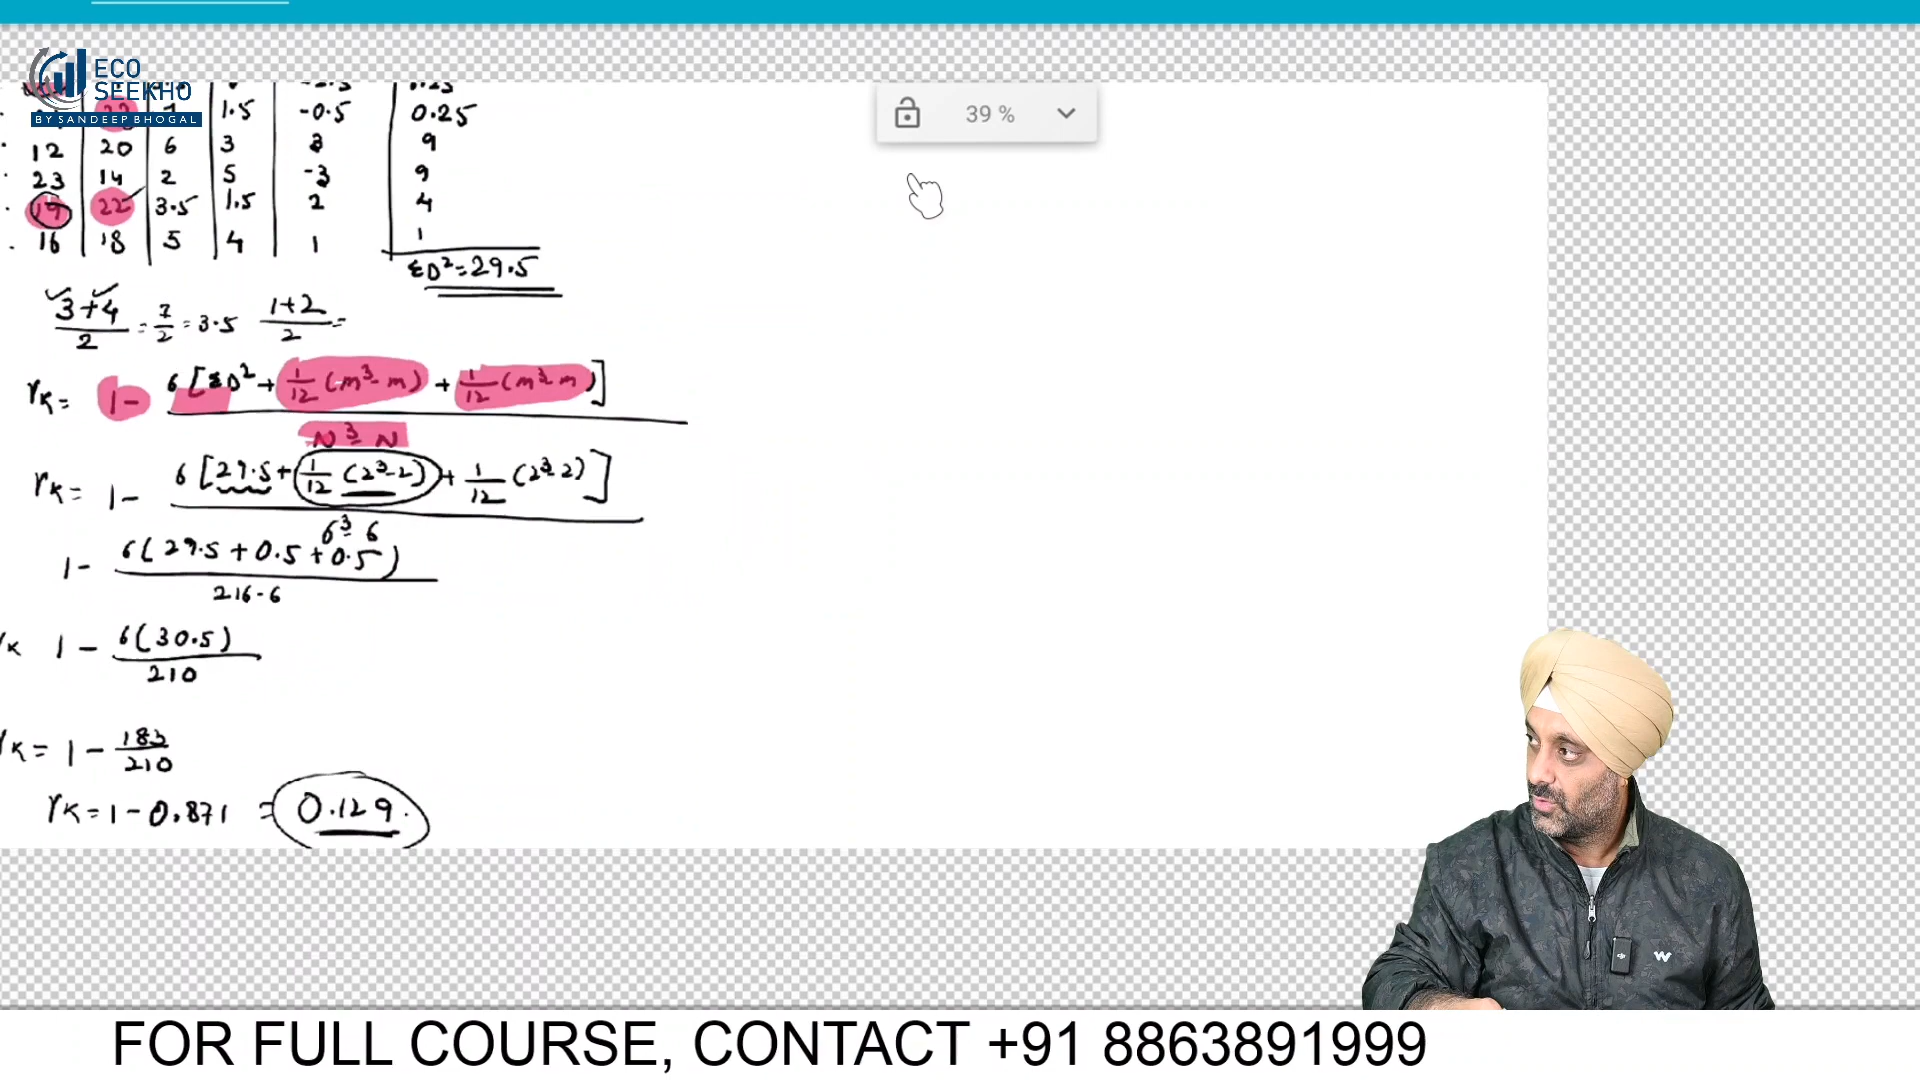 ECO
SEEKHO
BY SANDEEP BHOGAL
39 %
1.5 -0.5 0.25
12 20 6 3 3 9
23 14 2 5 -3 9
19 22 3.5 1.5 2 4
16 18 5 4 1 1
ΣD²=29.5
3+4/2 = 7/2 = 3.5 1+2/2 =
rk= 1- 6[ΣD²+ 1/12 (m³-m) + 1/12 (m³-m)] / N³-N
rk= 1- 6[29.5+ 1/12 (2³-2) + 1/12 (2³-2)] / 6³-6
1- 6(29.5+0.5+0.5) / 216-6
rk 1- 6(30.5) / 210
rk= 1- 183/210
rk=1-0.871 = 0.129.
W
FOR FULL COURSE, CONTACT +91 8863891999